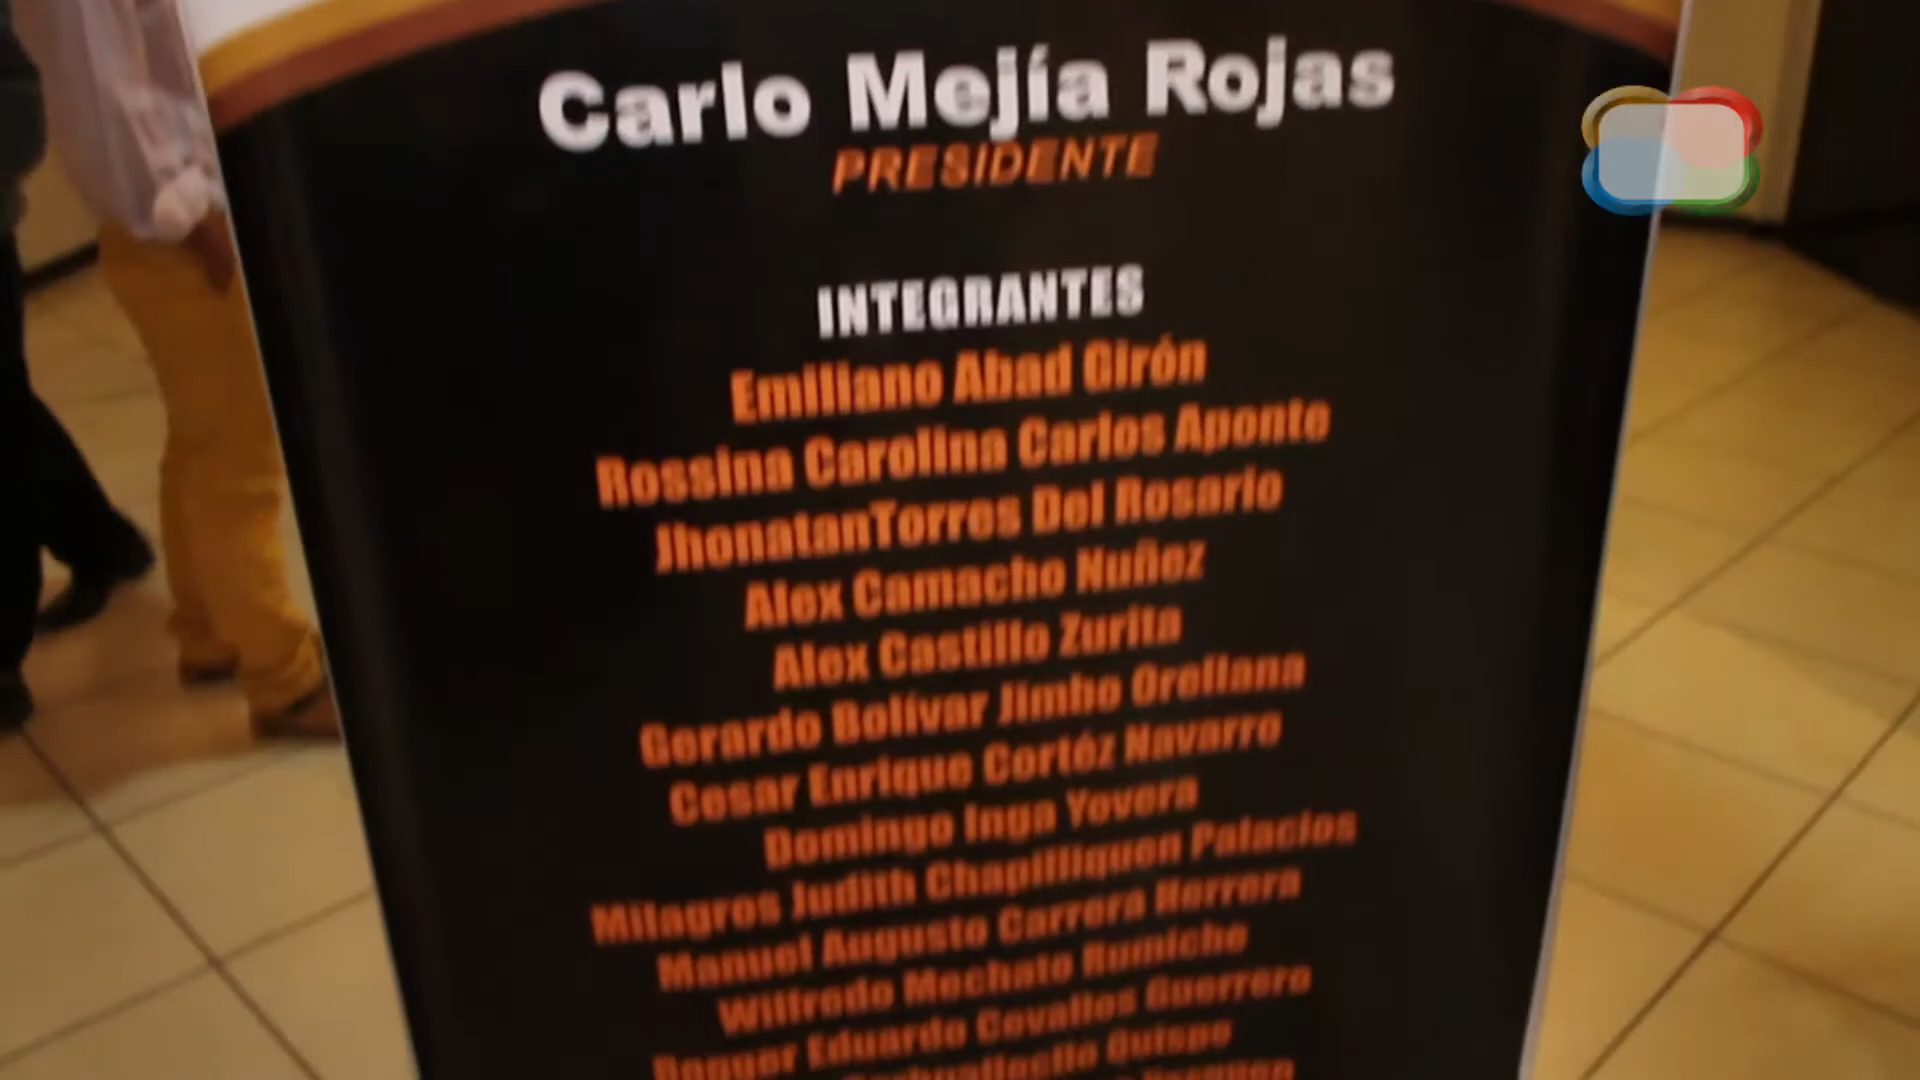 Carlo Mejía Rojas
PRESIDENTE
INTEGRANTES
Emiliano Abad Girón
Rossina Carolina Carlos Aponte
JhonatanTorres Del Rosario
Alex Camacho Nuñez
Alex Castillo Zurita
Gerardo Bolívar Jimbo Orellana
Cesar Enrique Cortéz Navarro
Domingo Inga Yovera
Milagros Judith Chapilliquen Palacios
Manuel Augusto Carrera Herrera
Wilfredo Mechato Rumiche
Eduardo Cevallos Guerrero
Quispe